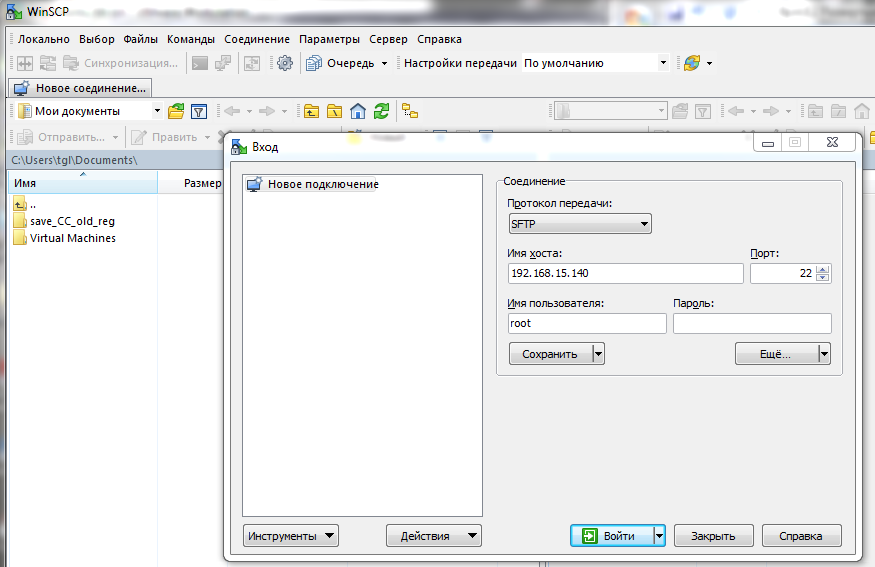 WinSCP
Локально Выбор Файлы Команды Соединение Параметры Сервер Справка
Синхронизация... Очередь Настройки передачи По умолчанию
Новое соединение...
Мои документы
Отправить... Править
C:\Users\tgl\Documents\
Имя Размер
..
save_CC_old_reg
Virtual Machines
Вход
Новое подключение
Соединение
Протокол передачи:
SFTP
Имя хоста: Порт:
192.168.15.140 22
Имя пользователя: Пароль:
root
Сохранить Ещё...
Инструменты Действия Войти Закрыть Справка